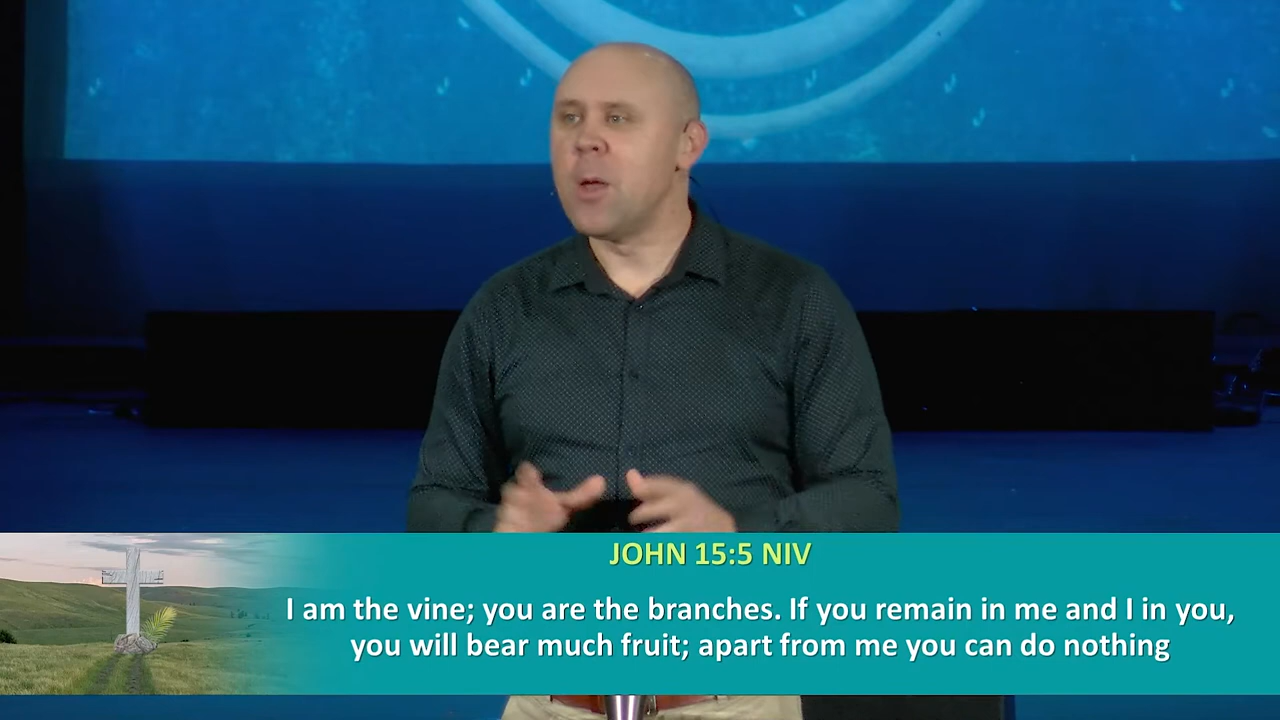 JOHN 15:5 NIV
I am the vine; you are the branches. If you remain in me and I in you,
you will bear much fruit; apart from me you can do nothing